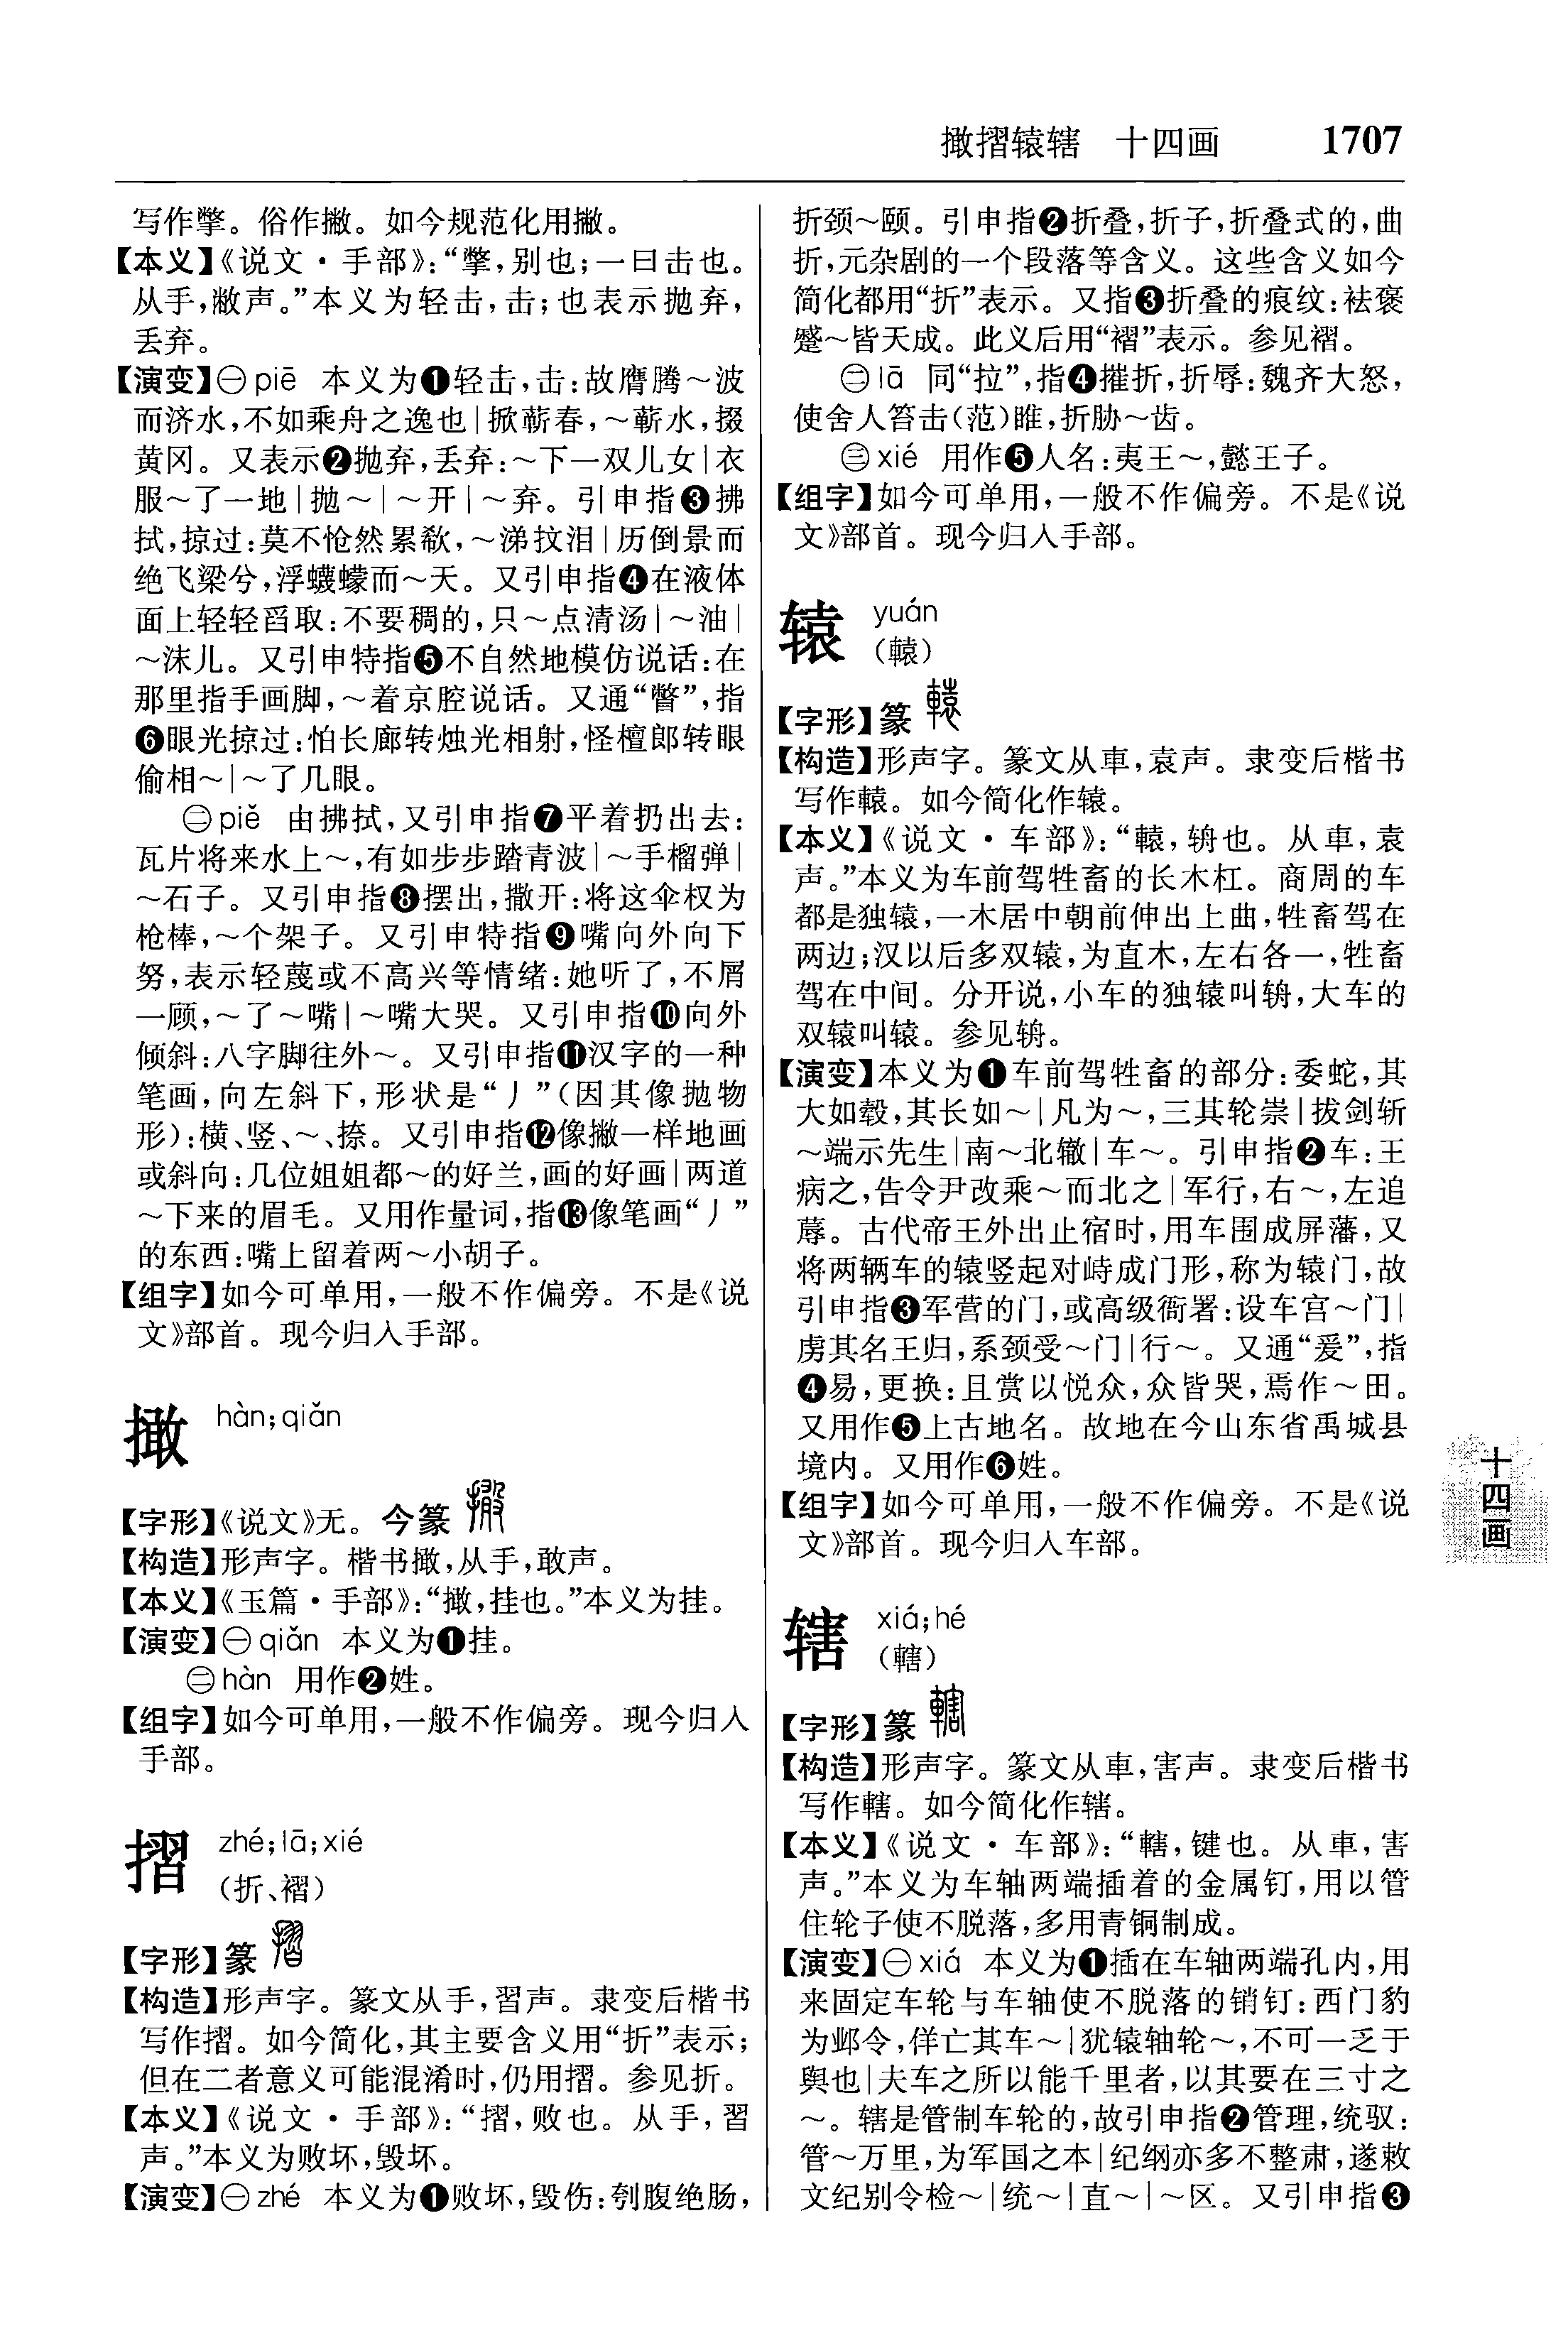 撖摺辕辖 十四画 1707
写作擎。俗作撇。如今规范化用撇。
【本义】《说文·手部》：“擎，别也；一曰击也。
从手，敝声。”本义为轻击，击；也表示抛弃，
丢弃。
【演变】㊀piē 本义为❶轻击，击：故膺腾～波
而济水，不如乘舟之逸也|掀蕲春，～蕲水，掇
黄冈。又表示❷抛弃，丢弃：～下一双儿女|衣
服～了一地|抛～|～开|～弃。引申指❸拂
拭，掠过：莫不怆然累欷，～涕抆泪|历倒景而
绝飞梁兮，浮蠛蠓而～天。又引申指❹在液体
面上轻轻舀取：不要稠的，只～点清汤|～油|
～沫儿。又引申特指❺不自然地模仿说话：在
那里指手画脚，～着京腔说话。又通“瞥”，指
❻眼光掠过：怕长廊转烛光相射，怪檀郎转眼
偷相～|～了几眼。
㊁piě 由拂拭，又引申指❼平着扔出去：
瓦片将来水上～，有如步步踏青波|～手榴弹|
～石子。又引申指❽摆出，撒开：将这伞权为
枪棒，～个架子。又引申特指❾嘴向外向下
努，表示轻蔑或不高兴等情绪：她听了，不屑
一顾，～了～嘴|～嘴大哭。又引申指❿向外
倾斜：八字脚往外～。又引申指⓫汉字的一种
笔画，向左斜下，形状是“丿”（因其像抛物
形）：横、竖、～、捺。又引申指⓬像撇一样地画
或斜向：几位姐姐都～的好兰，画的好画|两道
～下来的眉毛。又用作量词，指⓭像笔画“丿”
的东西：嘴上留着两～小胡子。
【组字】如今可单用，一般不作偏旁。不是《说
文》部首。现今归入手部。
撖 hàn；qiǎn
【字形】《说文》无。今篆
【构造】形声字。楷书撖，从手，敢声。
【本义】《玉篇·手部》：“撖，挂也。”本义为挂。
【演变】㊀qiǎn 本义为❶挂。
㊁hàn 用作❷姓。
【组字】如今可单用，一般不作偏旁。现今归入
手部。
摺 zhé；lā；xié
（折、褶）
【字形】篆
【构造】形声字。篆文从手，習声。隶变后楷书
写作摺。如今简化，其主要含义用“折”表示；
但在二者意义可能混淆时，仍用摺。参见折。
【本义】《说文·手部》：“摺，败也。从手，習
声。”本义为败坏，毁坏。
【演变】㊀zhé 本义为❶败坏，毁伤：刳腹绝肠，
折颈～颐。引申指❷折叠，折子，折叠式的，曲
折，元杂剧的一个段落等含义。这些含义如今
简化都用“折”表示。又指❸折叠的痕纹：袪褒
蹙～皆天成。此义后用“褶”表示。参见褶。
㊁lā 同“拉”，指❹摧折，折辱：魏齐大怒，
使舍人笞击（范）雎，折胁～齿。
㊂xié 用作❺人名：夷王～，懿王子。
【组字】如今可单用，一般不作偏旁。不是《说
文》部首。现今归入手部。
辕 yuán
（轅）
【字形】篆
【构造】形声字。篆文从車，袁声。隶变后楷书
写作轅。如今简化作辕。
【本义】《说文·车部》：“轅，辀也。从車，袁
声。”本义为车前驾牲畜的长木杠。商周的车
都是独辕，一木居中朝前伸出上曲，牲畜驾在
两边；汉以后多双辕，为直木，左右各一，牲畜
驾在中间。分开说，小车的独辕叫辀，大车的
双辕叫辕。参见辀。
【演变】本义为❶车前驾牲畜的部分：委蛇，其
大如毂，其长如～|凡为～，三其轮崇|拔剑斩
～端示先生|南～北辙|车～。引申指❷车：王
病之，告令尹改乘～而北之|军行，右～，左追
蓐。古代帝王外出止宿时，用车围成屏藩，又
将两辆车的辕竖起对峙成门形，称为辕门，故
引申指❸军营的门，或高级衙署：设车宫～门|
虏其名王归，系颈受～门|行～。又通“爰”，指
❹易，更换：且赏以悦众，众皆哭，焉作～田。
又用作❺上古地名。故地在今山东省禹城县
境内。又用作❻姓。
【组字】如今可单用，一般不作偏旁。不是《说
文》部首。现今归入车部。
辖 xiá；hé
（轄）
【字形】篆
【构造】形声字。篆文从車，害声。隶变后楷书
写作轄。如今简化作辖。
【本义】《说文·车部》：“轄，键也。从車，害
声。”本义为车轴两端插着的金属钉，用以管
住轮子使不脱落，多用青铜制成。
【演变】㊀xiá 本义为❶插在车轴两端孔内，用
来固定车轮与车轴使不脱落的销钉：西门豹
为邺令，佯亡其车～|犹辕轴轮～，不可一乏于
舆也|夫车之所以能千里者，以其要在三寸之
～。辖是管制车轮的，故引申指❷管理，统驭：
管～万里，为军国之本|纪纲亦多不整肃，遂敕
文纪别令检～|统～|直～|～区。又引申指❸
十四画